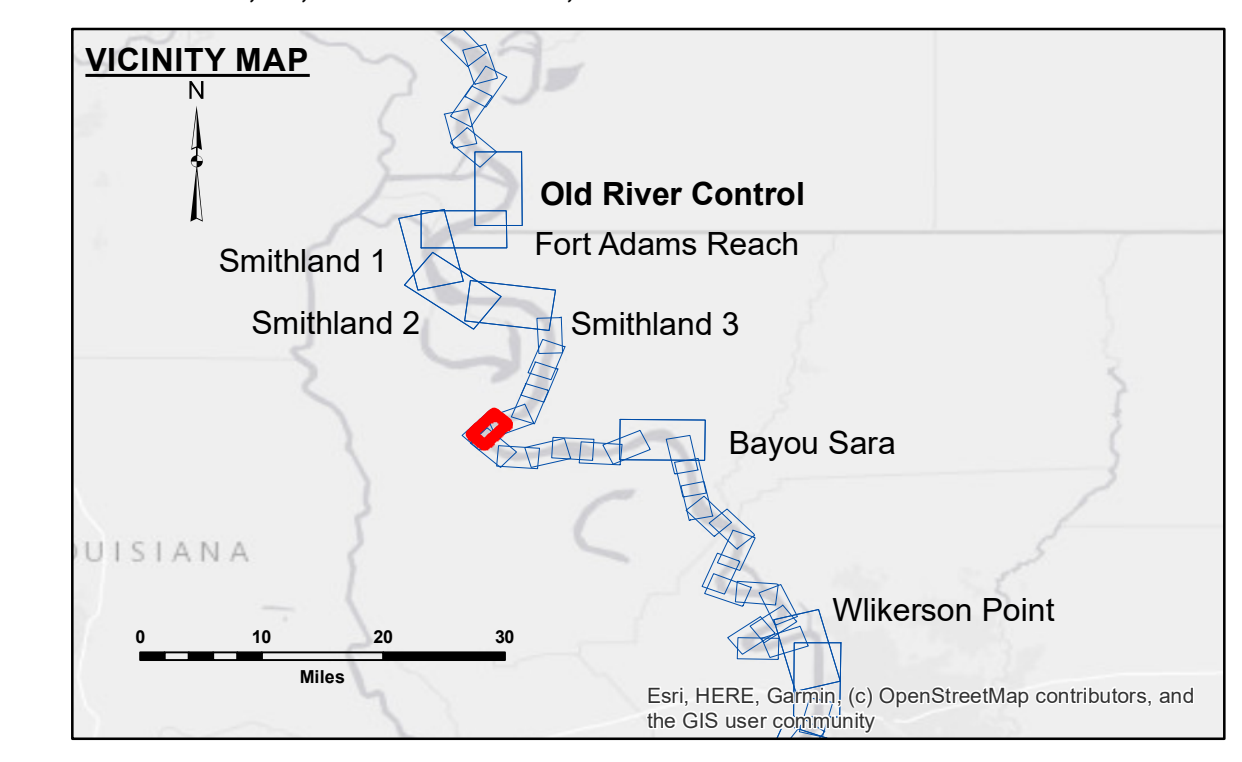 VICINITY MAP
N
Old River Control
Fort Adams Reach
Smithland 1
Smithland 2
Smithland 3
Bayou Sara
OUISIANA
Wlikerson Point
0 10 20 30
Miles
Esri, HERE, Garmin, (c) OpenStreetMap contributors, and
the GIS user community